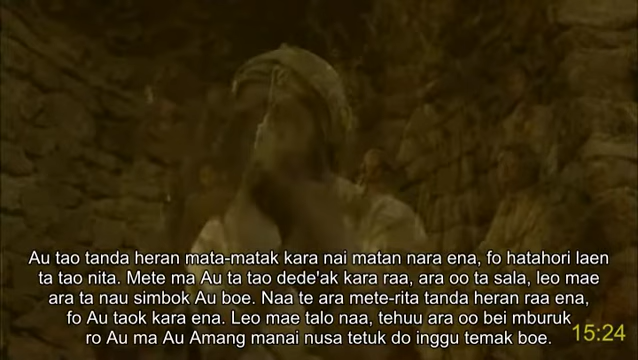 Au tao tanda heran mata-matak kara nai matan nara ena, fo hatahori laen
ta tao nita. Mete ma Au ta tao dede'ak kara raa, ara oo ta sala, leo mae
ara ta nau simbok Au boe. Naa te ara mete-rita tanda heran raa ena,
fo Au taok kara ena. Leo mae talo naa, tehuu ara oo bei mburuk
ro Au ma Au Amang manai nusa tetuk do inggu temak boe.
15:24